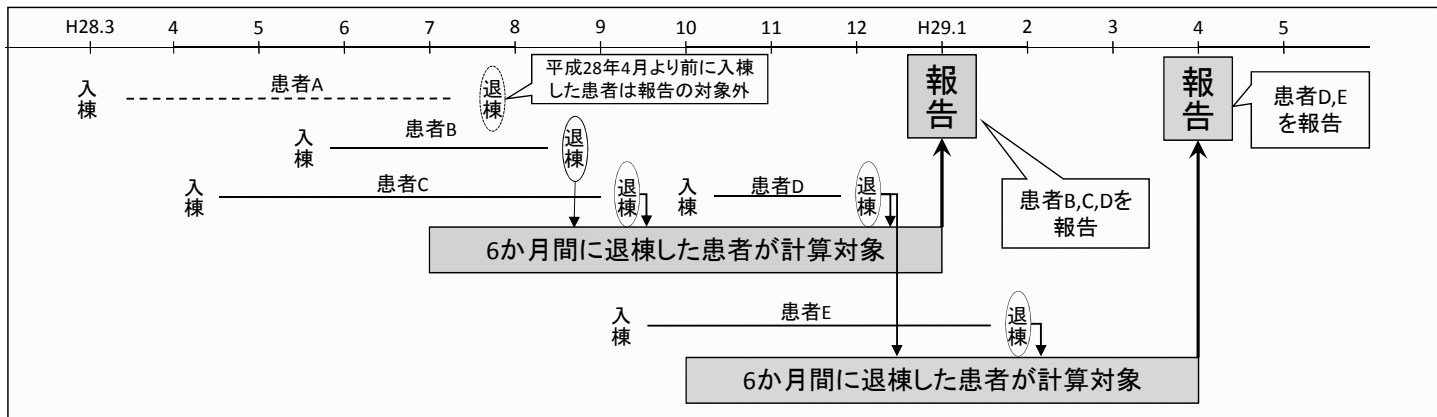 H28.3 4 5 6 7 8 9 10 11 12 H29.1 2 3 4 5
入棟
患者A
退棟
平成28年4月より前に入棟
した患者は報告の対象外
報告
報告
患者D,E
を報告
入棟
患者B
退棟
入棟
患者C
退棟
入棟
患者D
退棟
患者B,C,Dを
報告
6か月間に退棟した患者が計算対象
入棟
患者E
退棟
6か月間に退棟した患者が計算対象